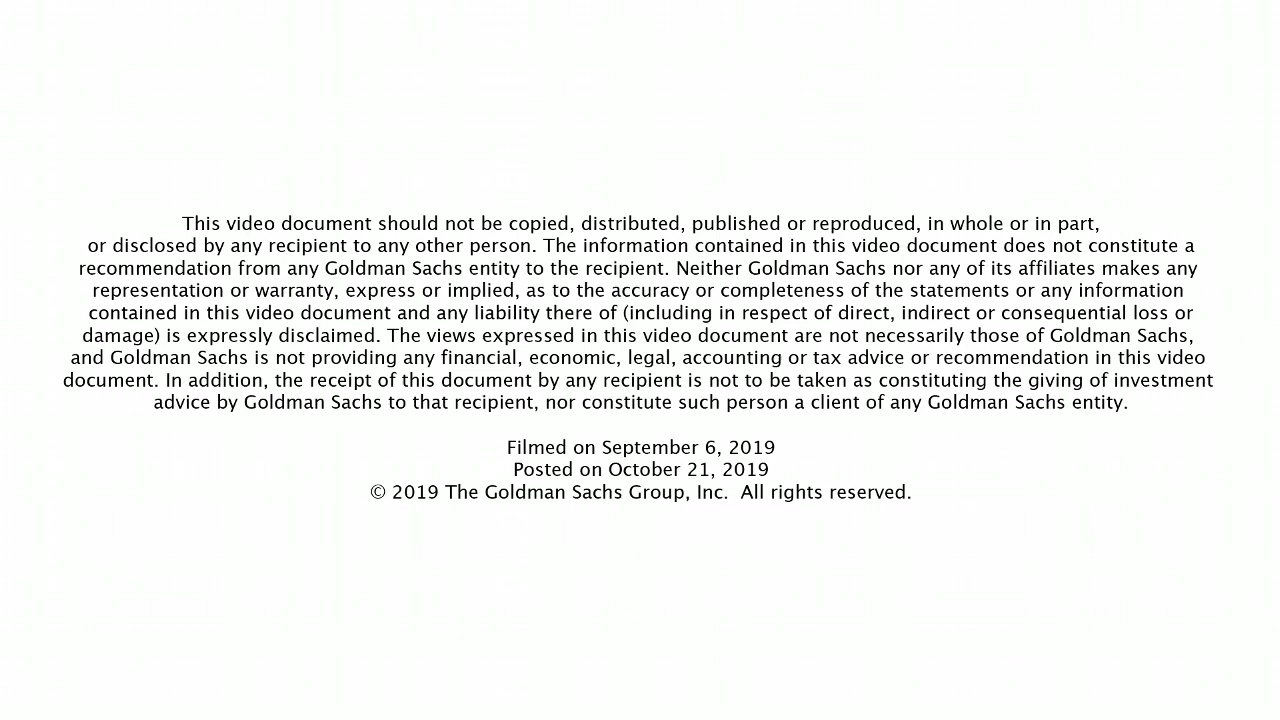 This video document should not be copied, distributed, published or reproduced, in whole or in part,
or disclosed by any recipient to any other person. The information contained in this video document does not constitute a
recommendation from any Goldman Sachs entity to the recipient. Neither Goldman Sachs nor any of its affiliates makes any
representation or warranty, express or implied, as to the accuracy or completeness of the statements or any information
contained in this video document and any liability there of (including in respect of direct, indirect or consequential loss or
damage) is expressly disclaimed. The views expressed in this video document are not necessarily those of Goldman Sachs,
and Goldman Sachs is not providing any financial, economic, legal, accounting or tax advice or recommendation in this video
document. In addition, the receipt of this document by any recipient is not to be taken as constituting the giving of investment
advice by Goldman Sachs to that recipient, nor constitute such person a client of any Goldman Sachs entity.
Filmed on September 6, 2019
Posted on October 21, 2019
© 2019 The Goldman Sachs Group, Inc.  All rights reserved.